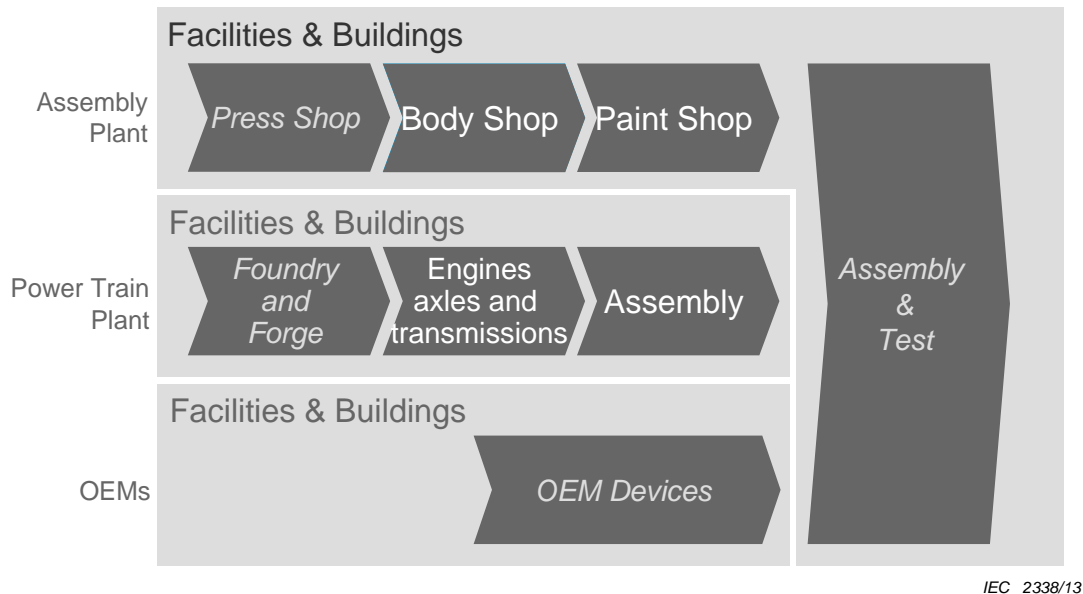 Facilities & Buildings
Assembly
Plant
Press Shop
Body Shop
Paint Shop
Facilities & Buildings
Power Train
Plant
Foundry
and
Forge
Engines
axles and
transmissions
Assembly
Assembly
&
Test
Facilities & Buildings
OEMs
OEM Devices
IEC 2338/13